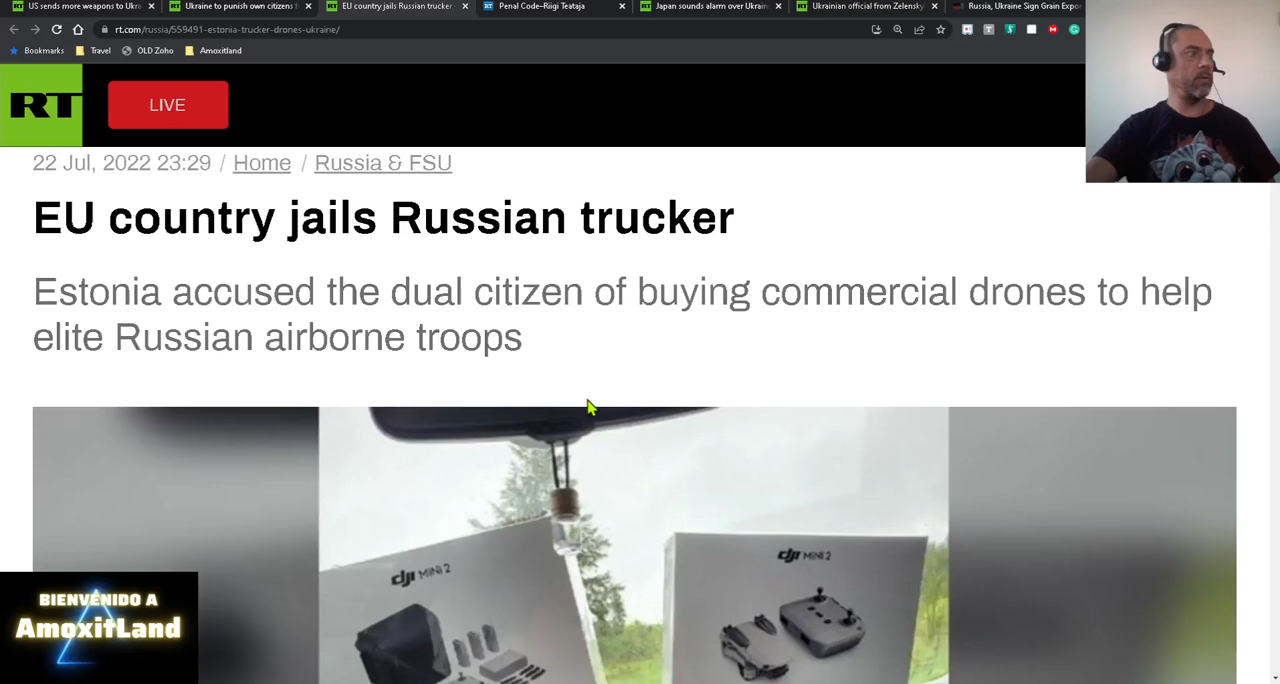 US sends more weapons to Ukra
Ukraine to punish own citizens f
EU country jails Russian trucker
Penal Code–Riigi Teataja
Japan sounds alarm over Ukrain
Ukrainian official from Zelensky
Russia, Ukraine Sign Grain Expor
rt.com/russia/559491-estonia-trucker-drones-ukraine/
Bookmarks
Travel
OLD Zoho
Amoxitland
RT
LIVE
22 Jul, 2022 23:29 / Home / Russia & FSU
EU country jails Russian trucker
Estonia accused the dual citizen of buying commercial drones to help
elite Russian airborne troops
dji MINI 2
dji MINI 2
BIENVENIDO A
AmoxitLand